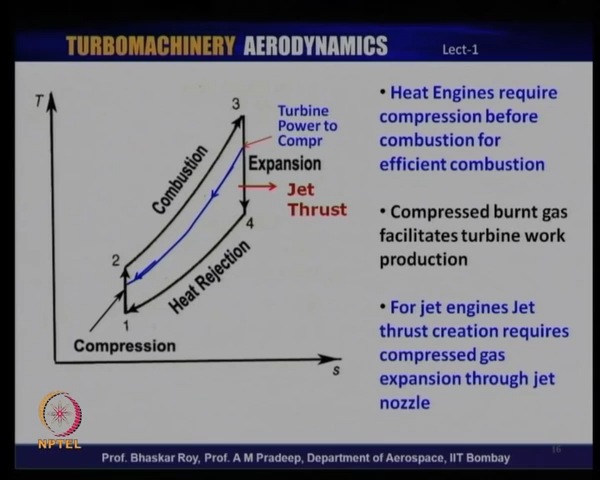 TURBOMACHINERY AERODYNAMICS
Lect-1
T
3
Turbine
Power to
Compr
Combustion
Expansion
Jet
Thrust
2
4
Heat Rejection
1
Compression
s
• Heat Engines require
compression before
combustion for
efficient combustion
• Compressed burnt gas
facilitates turbine work
production
• For jet engines Jet
thrust creation requires
compressed gas
expansion through jet
nozzle
NPTEL
16
Prof. Bhaskar Roy, Prof. A M Pradeep, Department of Aerospace, IIT Bombay